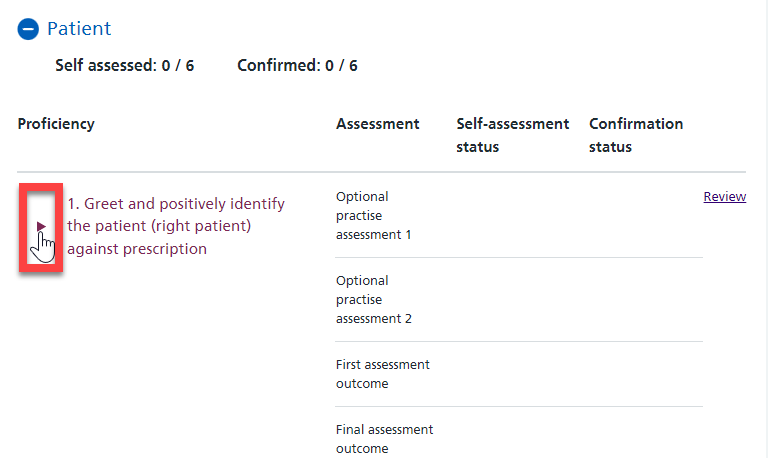 Patient
Self assessed: 0 / 6 Confirmed: 0 / 6
Proficiency Assessment Self-assessment status Confirmation status
1. Greet and positively identify
the patient (right patient)
against prescription
Optional
practise
assessment 1
Review
Optional
practise
assessment 2
First assessment
outcome
Final assessment
outcome